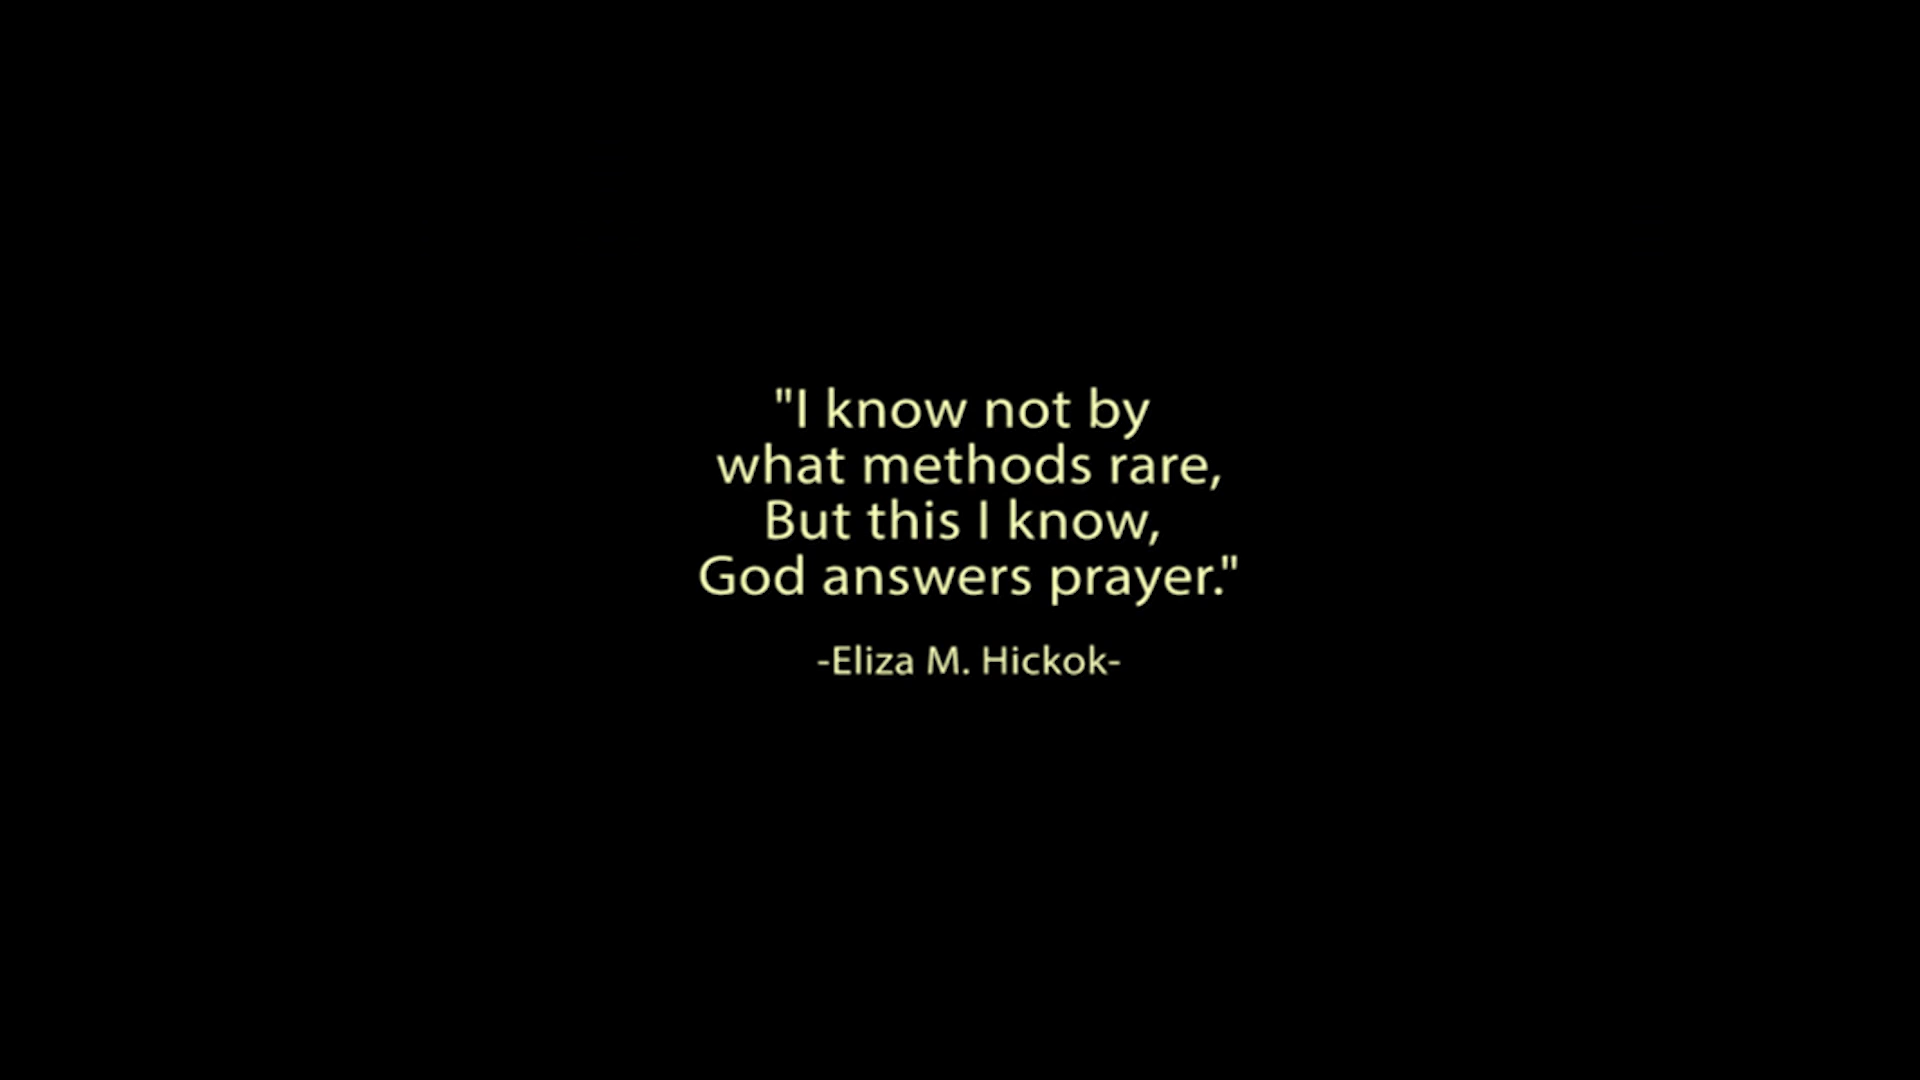 "I know not by
what methods rare,
But this I know,
God answers prayer."
-Eliza M. Hickok-